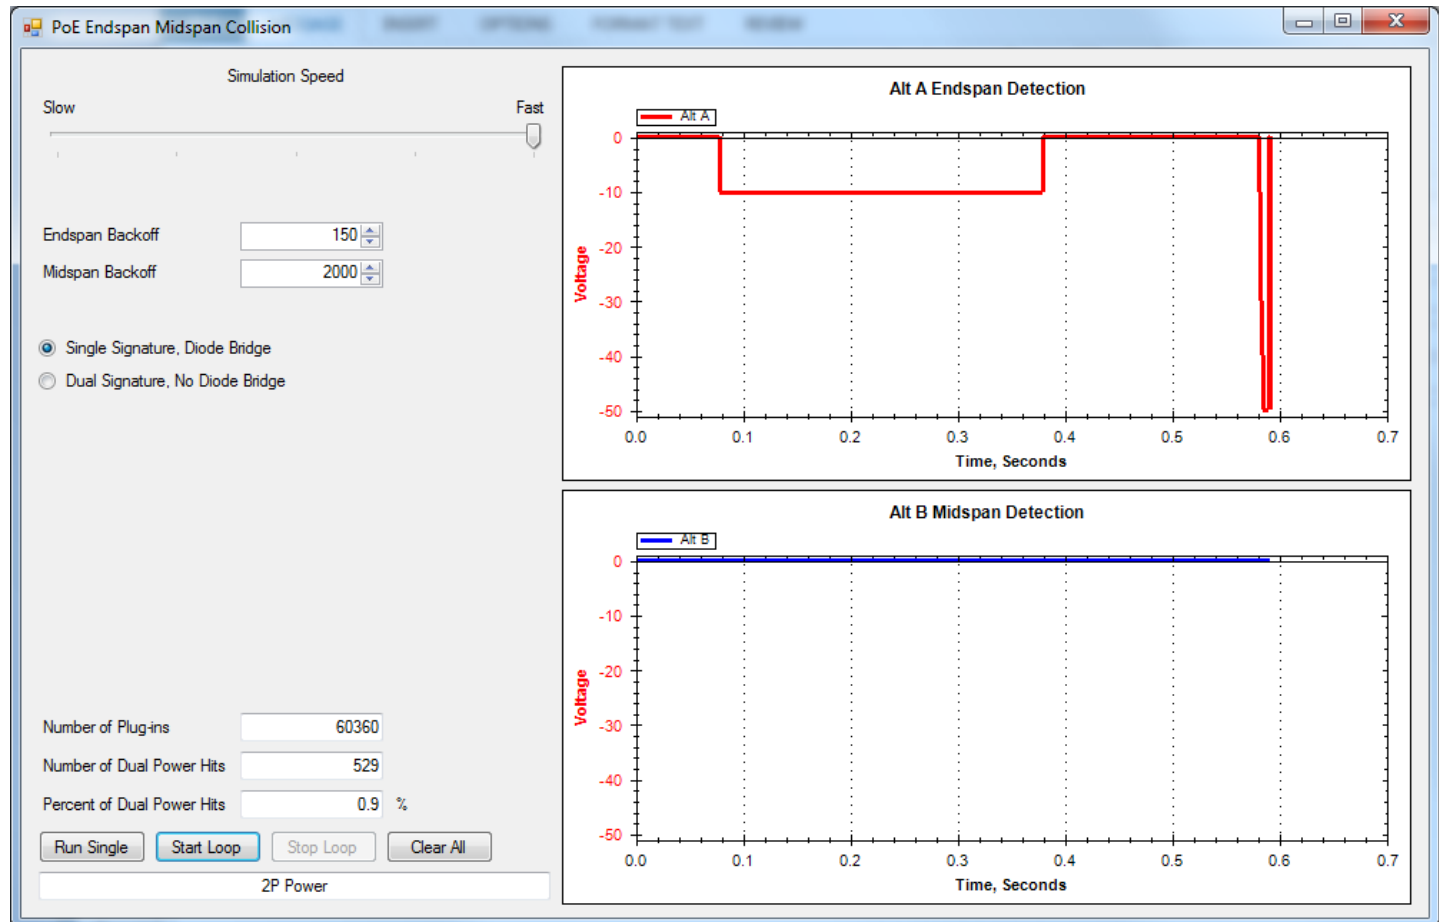 PoE Endspan Midspan Collision
INSERT OPTIONS FORMAT TEXT REVIEW
Simulation Speed
Slow Fast
Endspan Backoff 150
Midspan Backoff 2000
Single Signature, Diode Bridge
Dual Signature, No Diode Bridge
Number of Plug-ins 60360
Number of Dual Power Hits 529
Percent of Dual Power Hits 0.9 %
Run Single Start Loop Stop Loop Clear All
2P Power
Alt A Endspan Detection
Alt A
0
-10
-20
-30
-40
-50
Voltage
0.0 0.1 0.2 0.3 0.4 0.5 0.6 0.7
Time, Seconds
Alt B Midspan Detection
Alt B
0
-10
-20
-30
-40
-50
Voltage
0.0 0.1 0.2 0.3 0.4 0.5 0.6 0.7
Time, Seconds